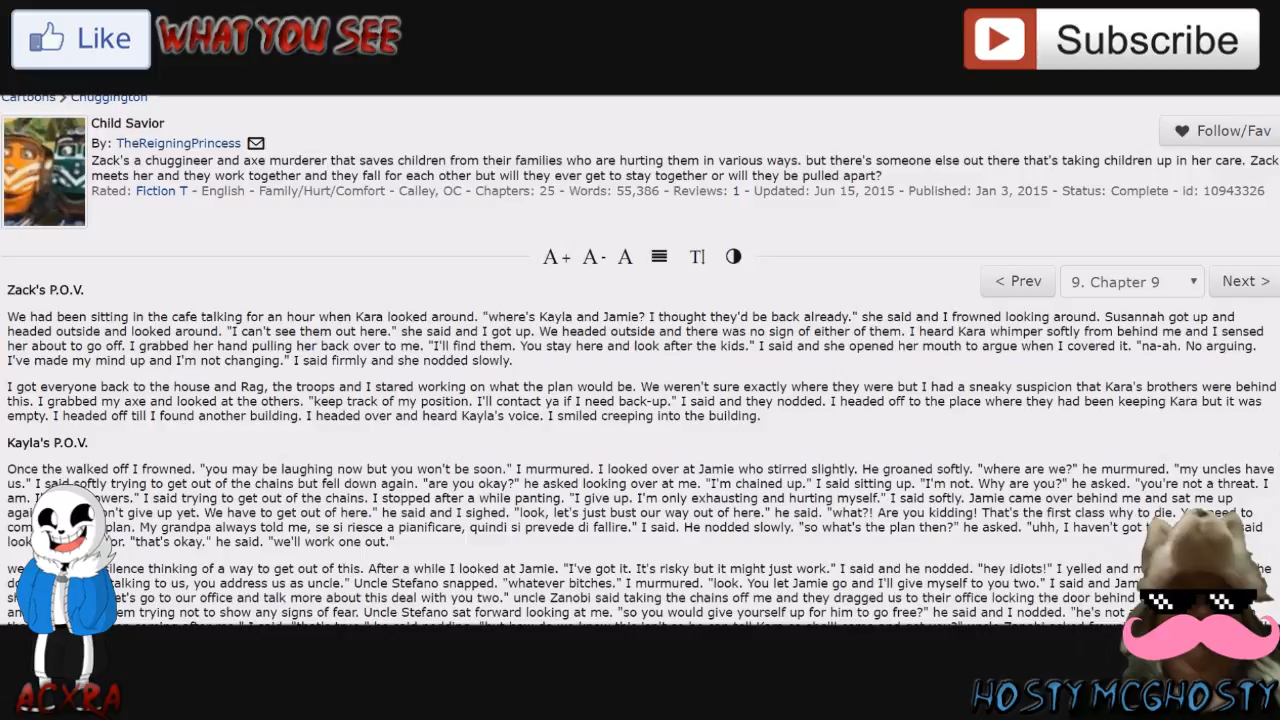 Like
WHAT YOU SEE
Subscribe
Cartoons > Chuggington
Child Savior
By: TheReigningPrincess
Follow/Fav
Zack's a chuggineer and axe murderer that saves children from their families who are hurting them in various ways. but there's someone else out there that's taking children up in her care. Zack
meets her and they work together and they fall for each other but will they ever get to stay together or will they be pulled apart?
Rated: Fiction T - English - Family/Hurt/Comfort - Calley, OC - Chapters: 25 - Words: 55,386 - Reviews: 1 - Updated: Jun 15, 2015 - Published: Jan 3, 2015 - Status: Complete - id: 10943326
A+ A- A T
< Prev 9. Chapter 9 Next >
Zack's P.O.V.
We had been sitting in the cafe talking for an hour when Kara looked around. "where's Kayla and Jamie? I thought they'd be back already." she said and I frowned looking around. Susannah got up and
headed outside and looked around. "I can't see them out here." she said and I got up. We headed outside and there was no sign of either of them. I heard Kara whimper softly from behind me and I sensed
her about to go off. I grabbed her hand pulling her back over to me. "I'll find them. You stay here and look after the kids." I said and she opened her mouth to argue when I covered it. "na-ah. No arguing.
I've made my mind up and I'm not changing." I said firmly and she nodded slowly.
I got everyone back to the house and Rag, the troops and I stared working on what the plan would be. We weren't sure exactly where they were but I had a sneaky suspicion that Kara's brothers were behind
this. I grabbed my axe and looked at the others. "keep track of my position. I'll contact ya if I need back-up." I said and they nodded. I headed off to the place where they had been keeping Kara but it was
empty. I headed off till I found another building. I headed over and heard Kayla's voice. I smiled creeping into the building.
Kayla's P.O.V.
Once the walked off I frowned. "you may be laughing now but you won't be soon." I murmured. I looked over at Jamie who stirred slightly. He groaned softly. "where are we?" he murmured. "my uncles have
us." I said softly trying to get out of the chains but fell down again. "are you okay?" he asked looking over at me. "I'm chained up." I said sitting up. "I'm not. Why are you?" he asked. "you're not a threat. I
am. I owers." I said trying to get out of the chains. I stopped after a while panting. "I give up. I'm only exhausting and hurting myself." I said softly. Jamie came over behind me and sat me up
agai n't give up yet. We have to get out of here." he said and I sighed. "look, let's just bust our way out of here." he said. "what?! Are you kidding! That's the first class way to die. You need to
com plan. My grandpa always told me, se si riesce a pianificare, quindi si prevede di fallire." I said. He nodded slowly. "so what's the plan then?" he asked. "uhh, I haven't got said
look or. "that's okay." he said. "we'll work one out."
we ilence thinking of a way to get out of this. After a while I looked at Jamie. "I've got it. It's risky but it might just work." I said and he nodded. "hey idiots!" I yelled and he
talking to us, you address us as uncle." Uncle Stefano snapped. "whatever bitches." I murmured. "look. You let Jamie go and I'll give myself to you two." I said and Jam
let's go to our office and talk more about this deal with you two." uncle Zanobi said taking the chains off me and they dragged us to their office locking the door behind
em trying not to show any signs of fear. Uncle Stefano sat forward looking at me. "so you would give yourself up for him to go free?" he said and I nodded. "he's not
ACXRA
HOSTY MCGHOSTY